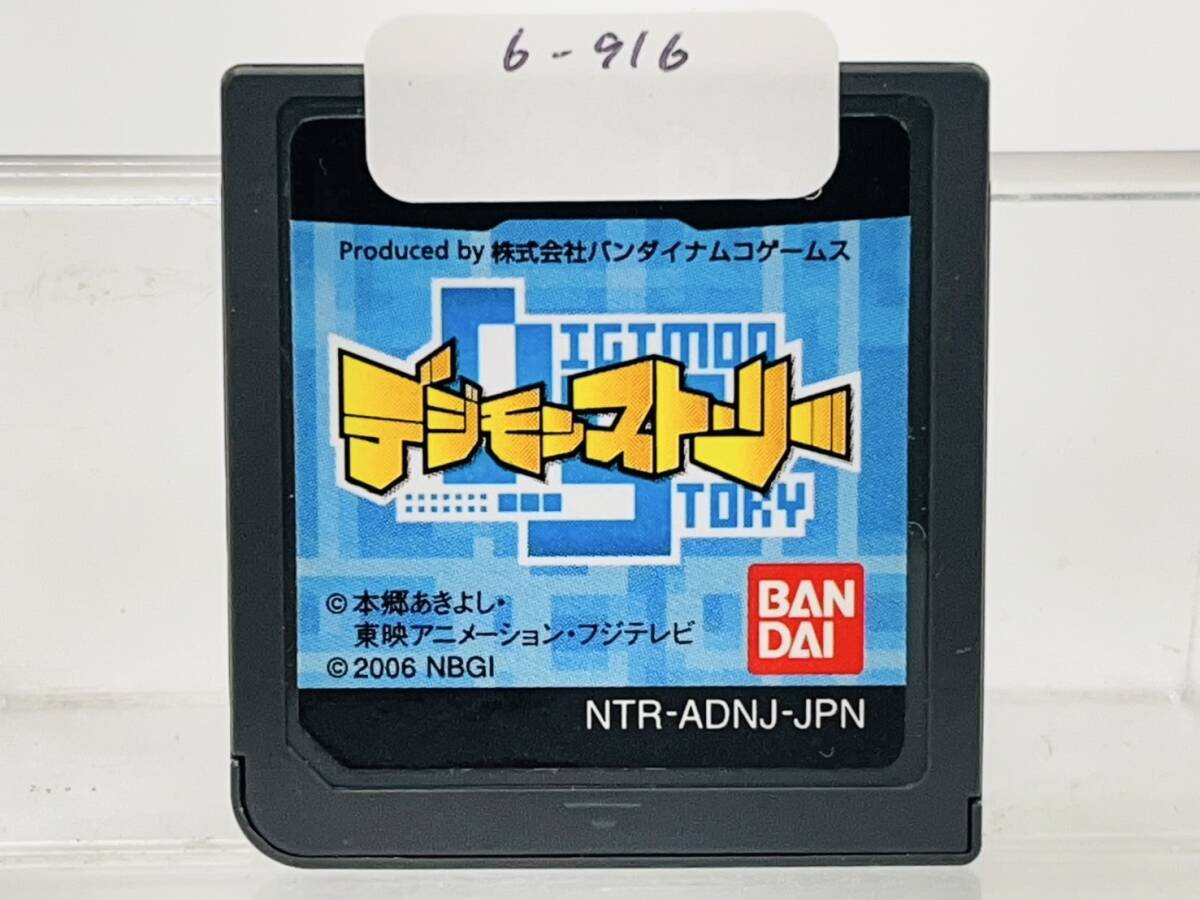 6-916
Produced by 株式会社バンダイナムコゲームス
IGIMON
デジモンストーリー
TORY
©本郷あきよし・
東映アニメーション・フジテレビ
©2006 NBGI
BAN
DAI
NTR-ADNJ-JPN